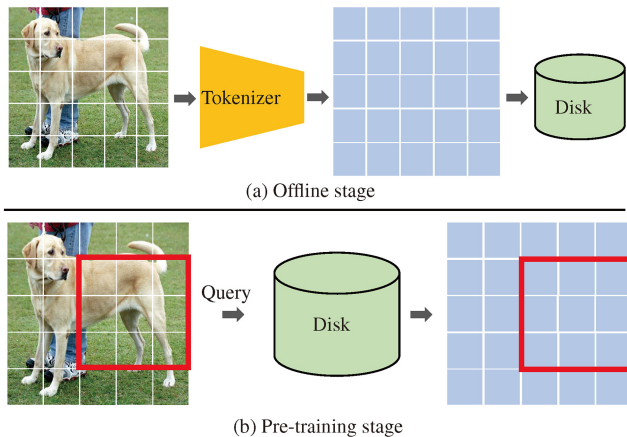 Tokenizer
Disk
(a) Offline stage
Query
Disk
(b) Pre-training stage